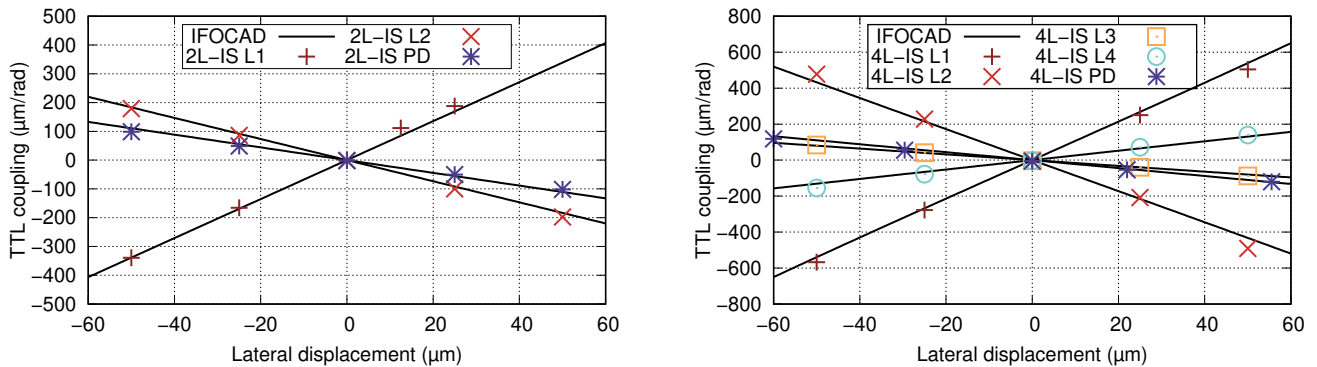 500
400
300
200
100
0
−100
−200
−300
−400
−500
−60 −40 −20 0 20 40 60
TTL coupling (µm/rad)
Lateral displacement (µm)
IFOCAD 2L−IS L2
2L−IS L1 2L−IS PD
800
600
400
200
0
−200
−400
−600
−800
−60 −40 −20 0 20 40 60
TTL coupling (µm/rad)
Lateral displacement (µm)
IFOCAD 4L−IS L3
4L−IS L1 4L−IS L4
4L−IS L2 4L−IS PD